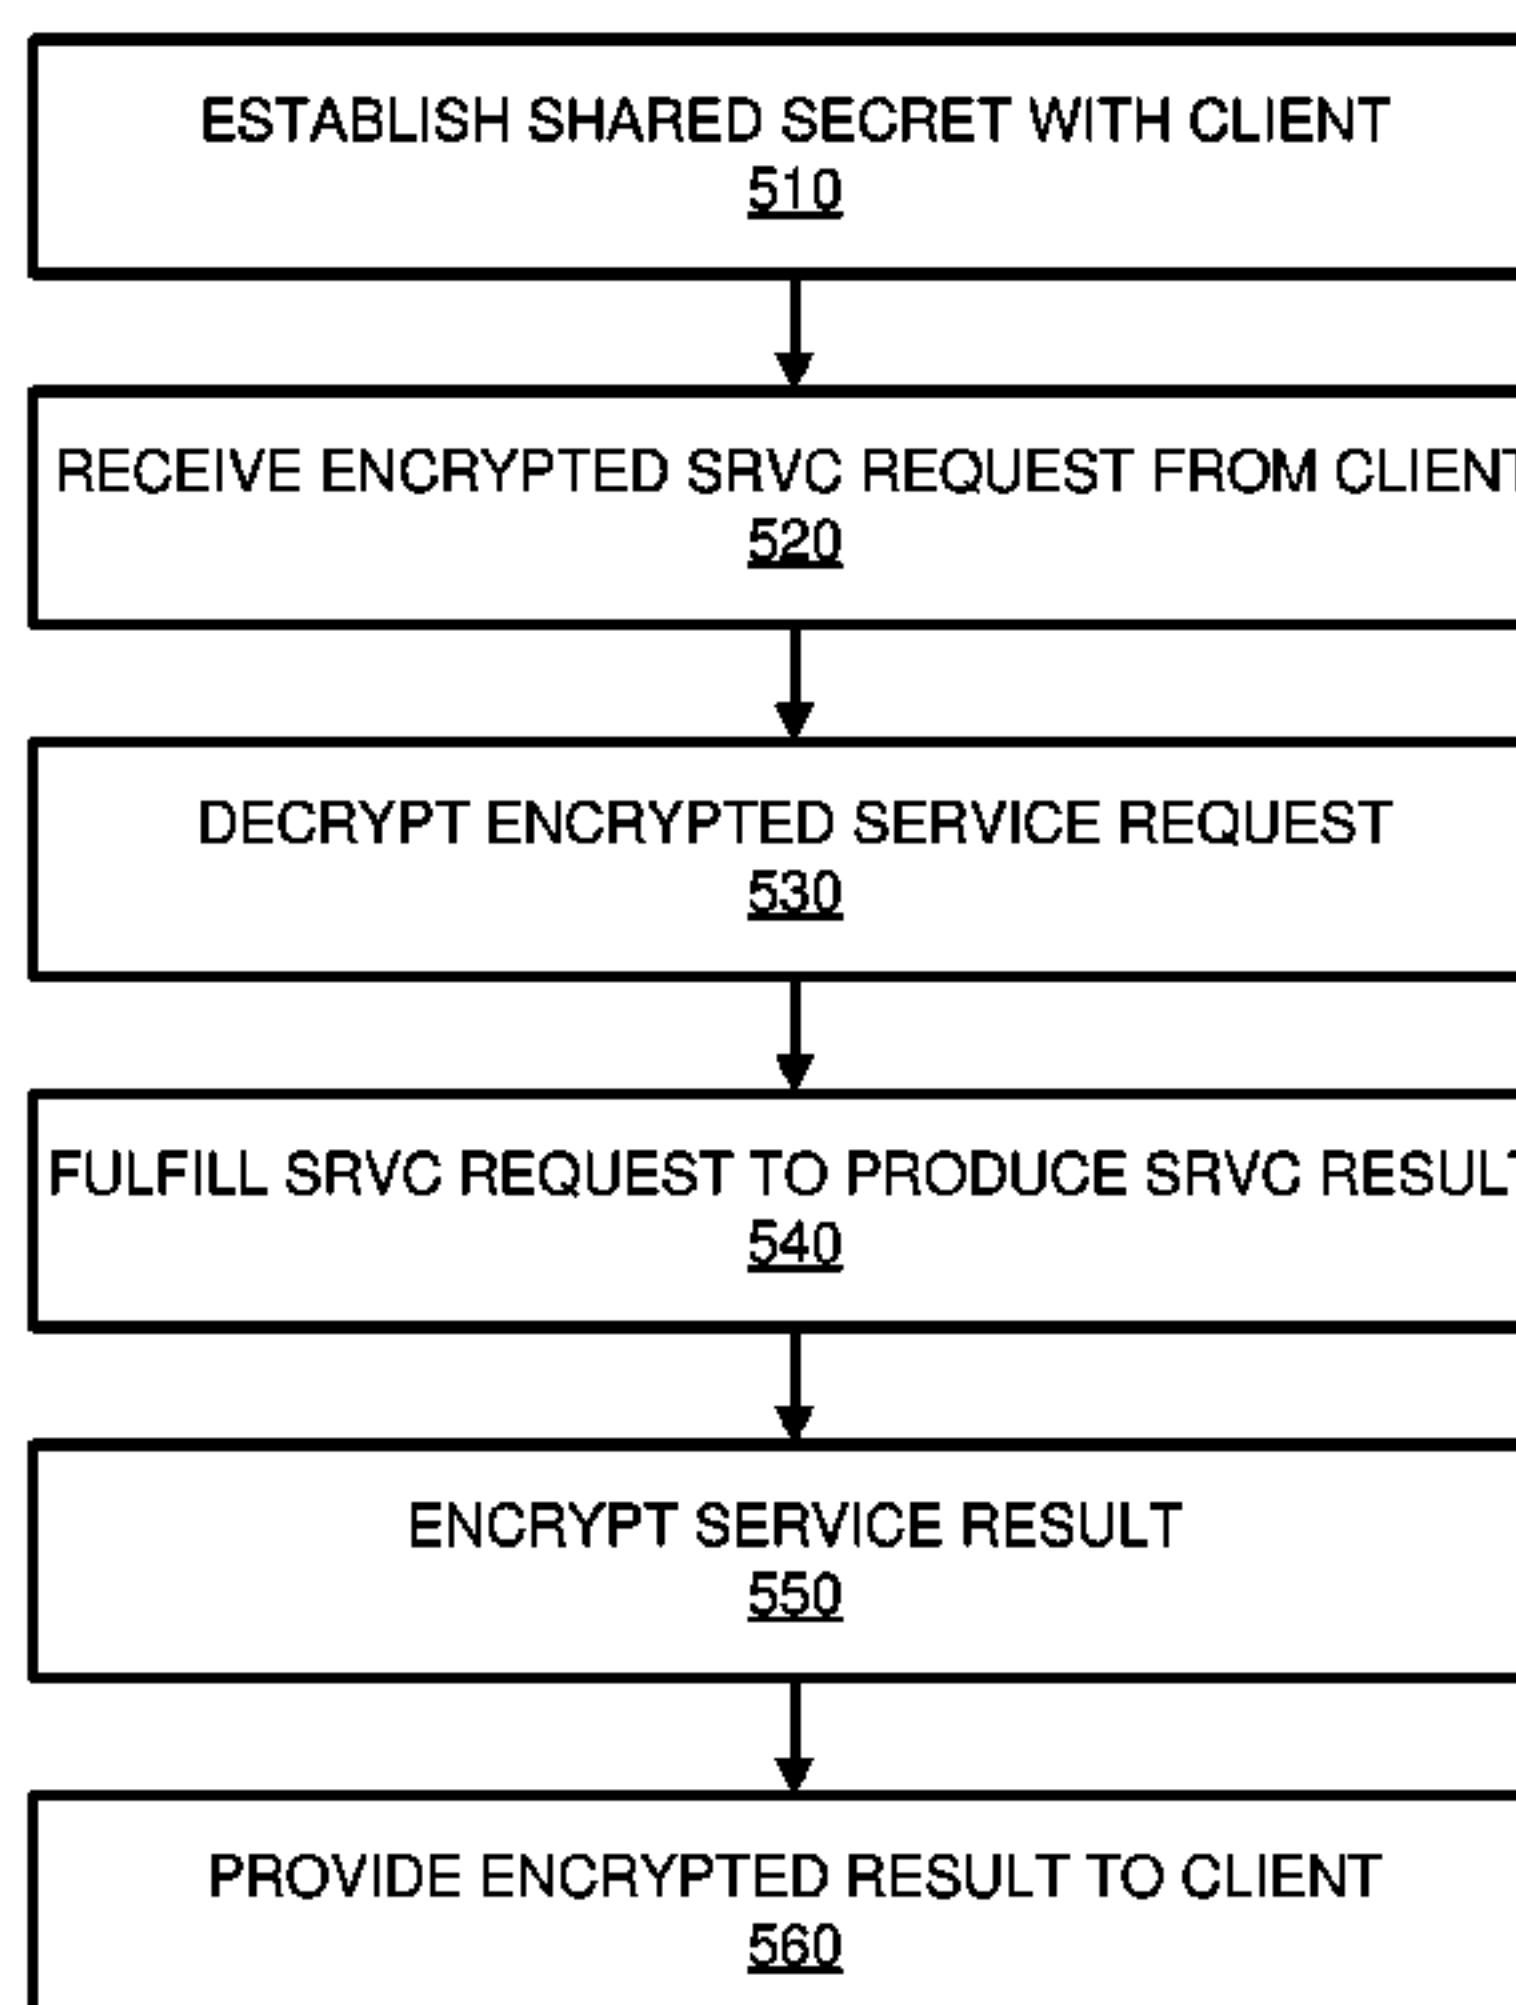 ESTABLISH SHARED SECRET WITH CLIENT
510
RECEIVE ENCRYPTED SRVC REQUEST FROM CLIENT
520
DECRYPT ENCRYPTED SERVICE REQUEST
530
FULFILL SRVC REQUEST TO PRODUCE SRVC RESULT
540
ENCRYPT SERVICE RESULT
550
PROVIDE ENCRYPTED RESULT TO CLIENT
560